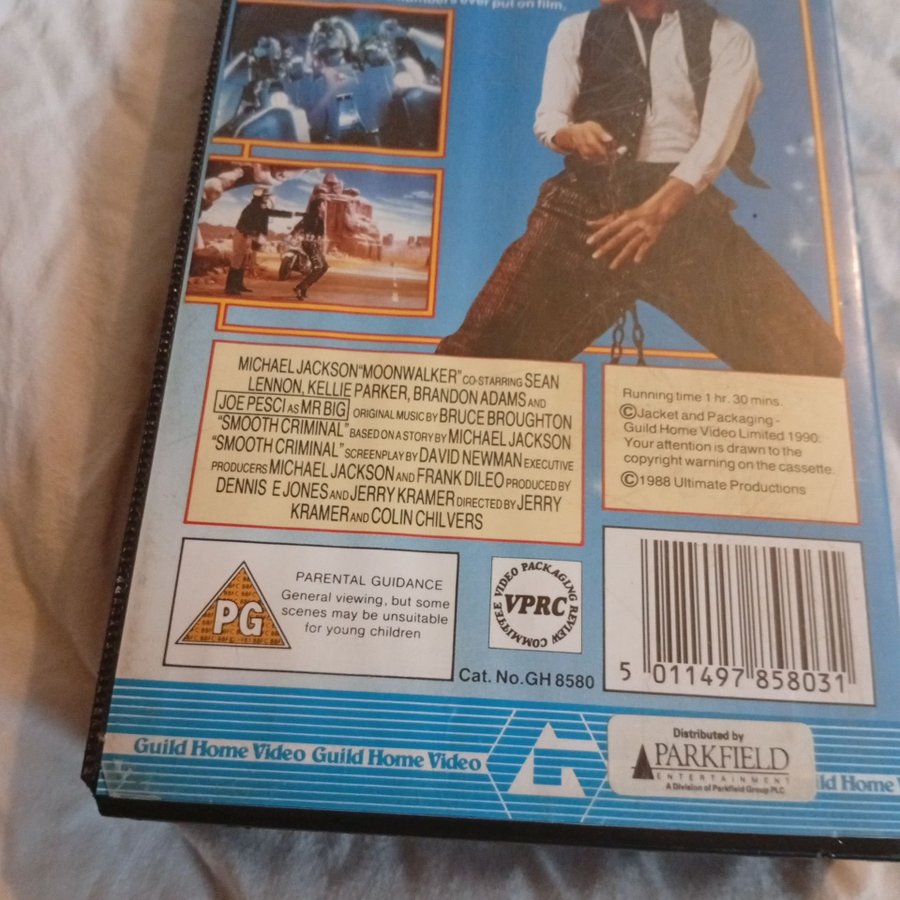 numbers ever put on film.
MICHAEL JACKSON "MOONWALKER" CO-STARRING SEAN
LENNON, KELLIE PARKER, BRANDON ADAMS AND
JOE PESCI AS MR BIG ORIGINAL MUSIC BY BRUCE BROUGHTON
"SMOOTH CRIMINAL" BASED ON A STORY BY MICHAEL JACKSON
"SMOOTH CRIMINAL" SCREENPLAY BY DAVID NEWMAN EXECUTIVE
PRODUCERS MICHAEL JACKSON AND FRANK DILEO PRODUCED BY
DENNIS E JONES AND JERRY KRAMER DIRECTED BY JERRY
KRAMER AND COLIN CHILVERS
Running time 1 hr. 30 mins.
©Jacket and Packaging -
Guild Home Video Limited 1990.
Your attention is drawn to the
copyright warning on the cassette.
©1988 Ultimate Productions
PG
PARENTAL GUIDANCE
General viewing, but some
scenes may be unsuitable
for young children
VIDEO PACKAGING REVIEW COMMITTEE
VPRC
Cat. No. GH 8580
5 011497 858031
Guild Home Video Guild Home Video
Distributed by
PARKFIELD
ENTERTAINMENT
A Division of Parkfield Group PLC
ild Home V